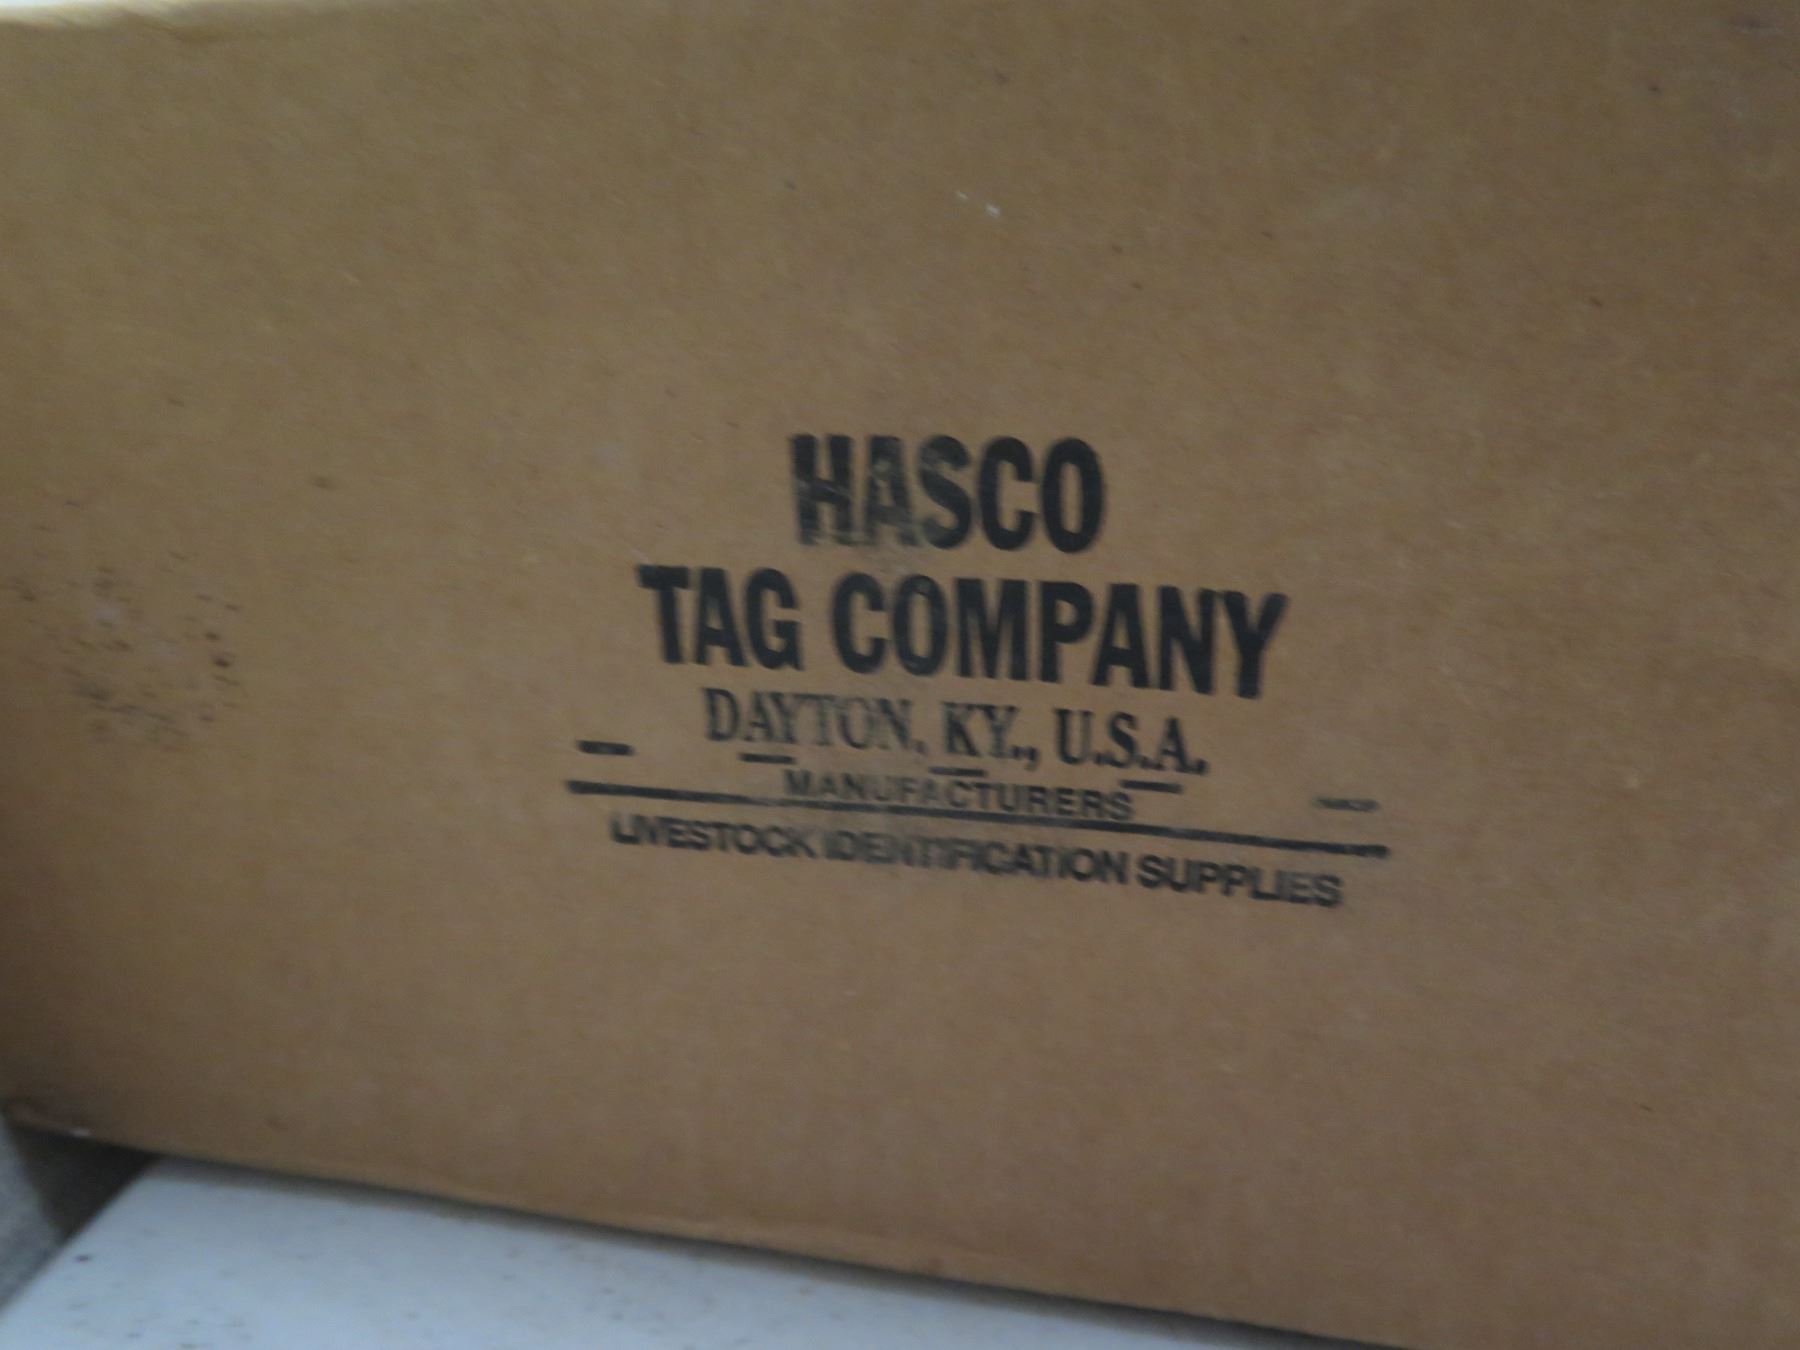 HASCO
TAG COMPANY
DAYTON, KY., U.S.A.
MANUFACTURERS
LIVESTOCK IDENTIFICATION SUPPLIES